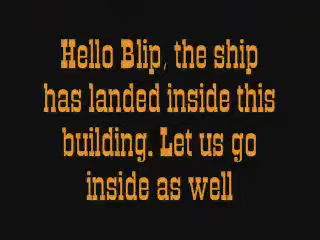 Hello Blip, the ship
has landed inside this
building. Let us go
inside as well